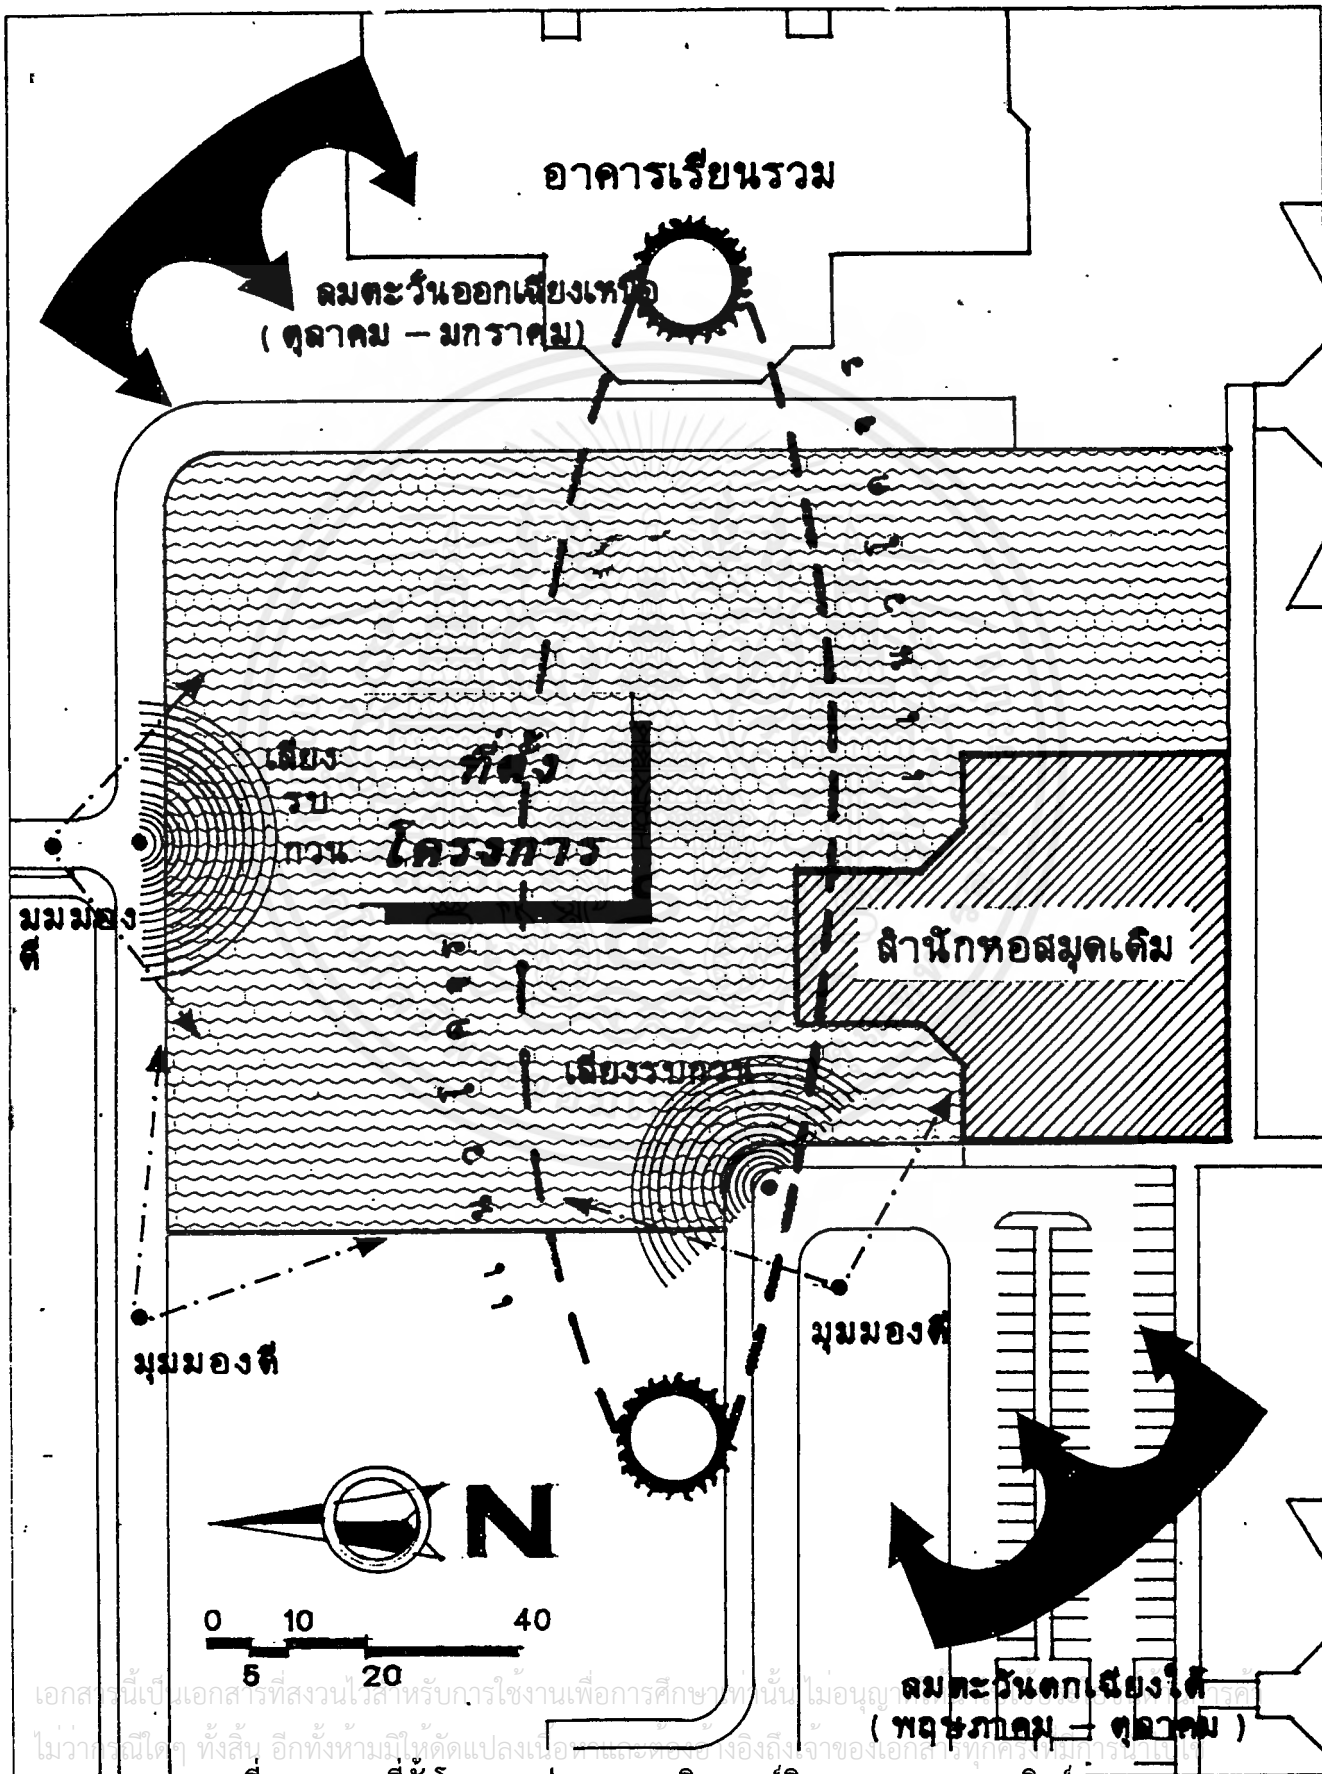 อาคารเรียนรวม
ลมตะวันออกเฉียงเหนือ
( ตุลาคม – มกราคม)
เสียง
รบ
กวน
ที่ตั้ง
โครงการ
มุมมอง
ดี
สำนักหอสมุดเดิม
เสียงรบกวน
มุมมองดี
มุมมองดี
N
0 10 40
5 20
ลมตะวันตกเฉียงใต้
( พฤษภาคม – ตุลาคม )
เอกสารนี้เป็นเอกสารที่สงวนไว้สำหรับการใช้งานเพื่อการศึกษาเท่านั้น ไม่อนุญาต
ไม่ว่ากรณีใดๆ ทั้งสิ้น อีกทั้งห้ามมิให้ดัดแปลงเนื้อหาและต้องอ้างอิงถึงเจ้าของเอกสารทุกครั้งที่มีการนำไปใช้